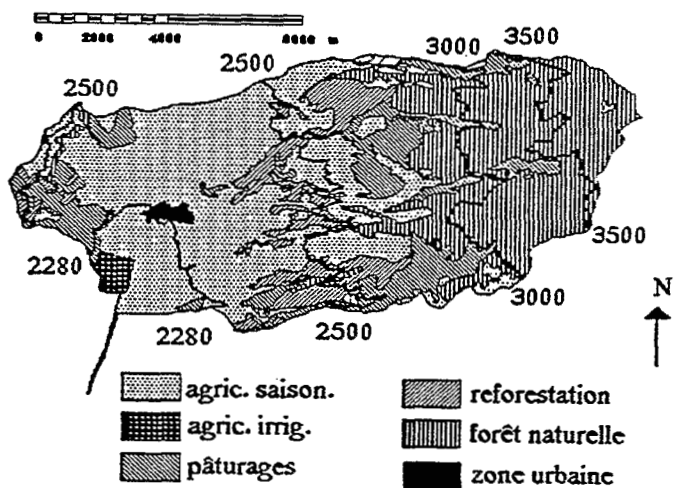 0 2000 4000 8000 m
3000 3500
2500 2500
2280
3500
3000
2280 2500
N
agric. saison.
agric. irrig.
pâturages
reforestation
forêt naturelle
zone urbaine